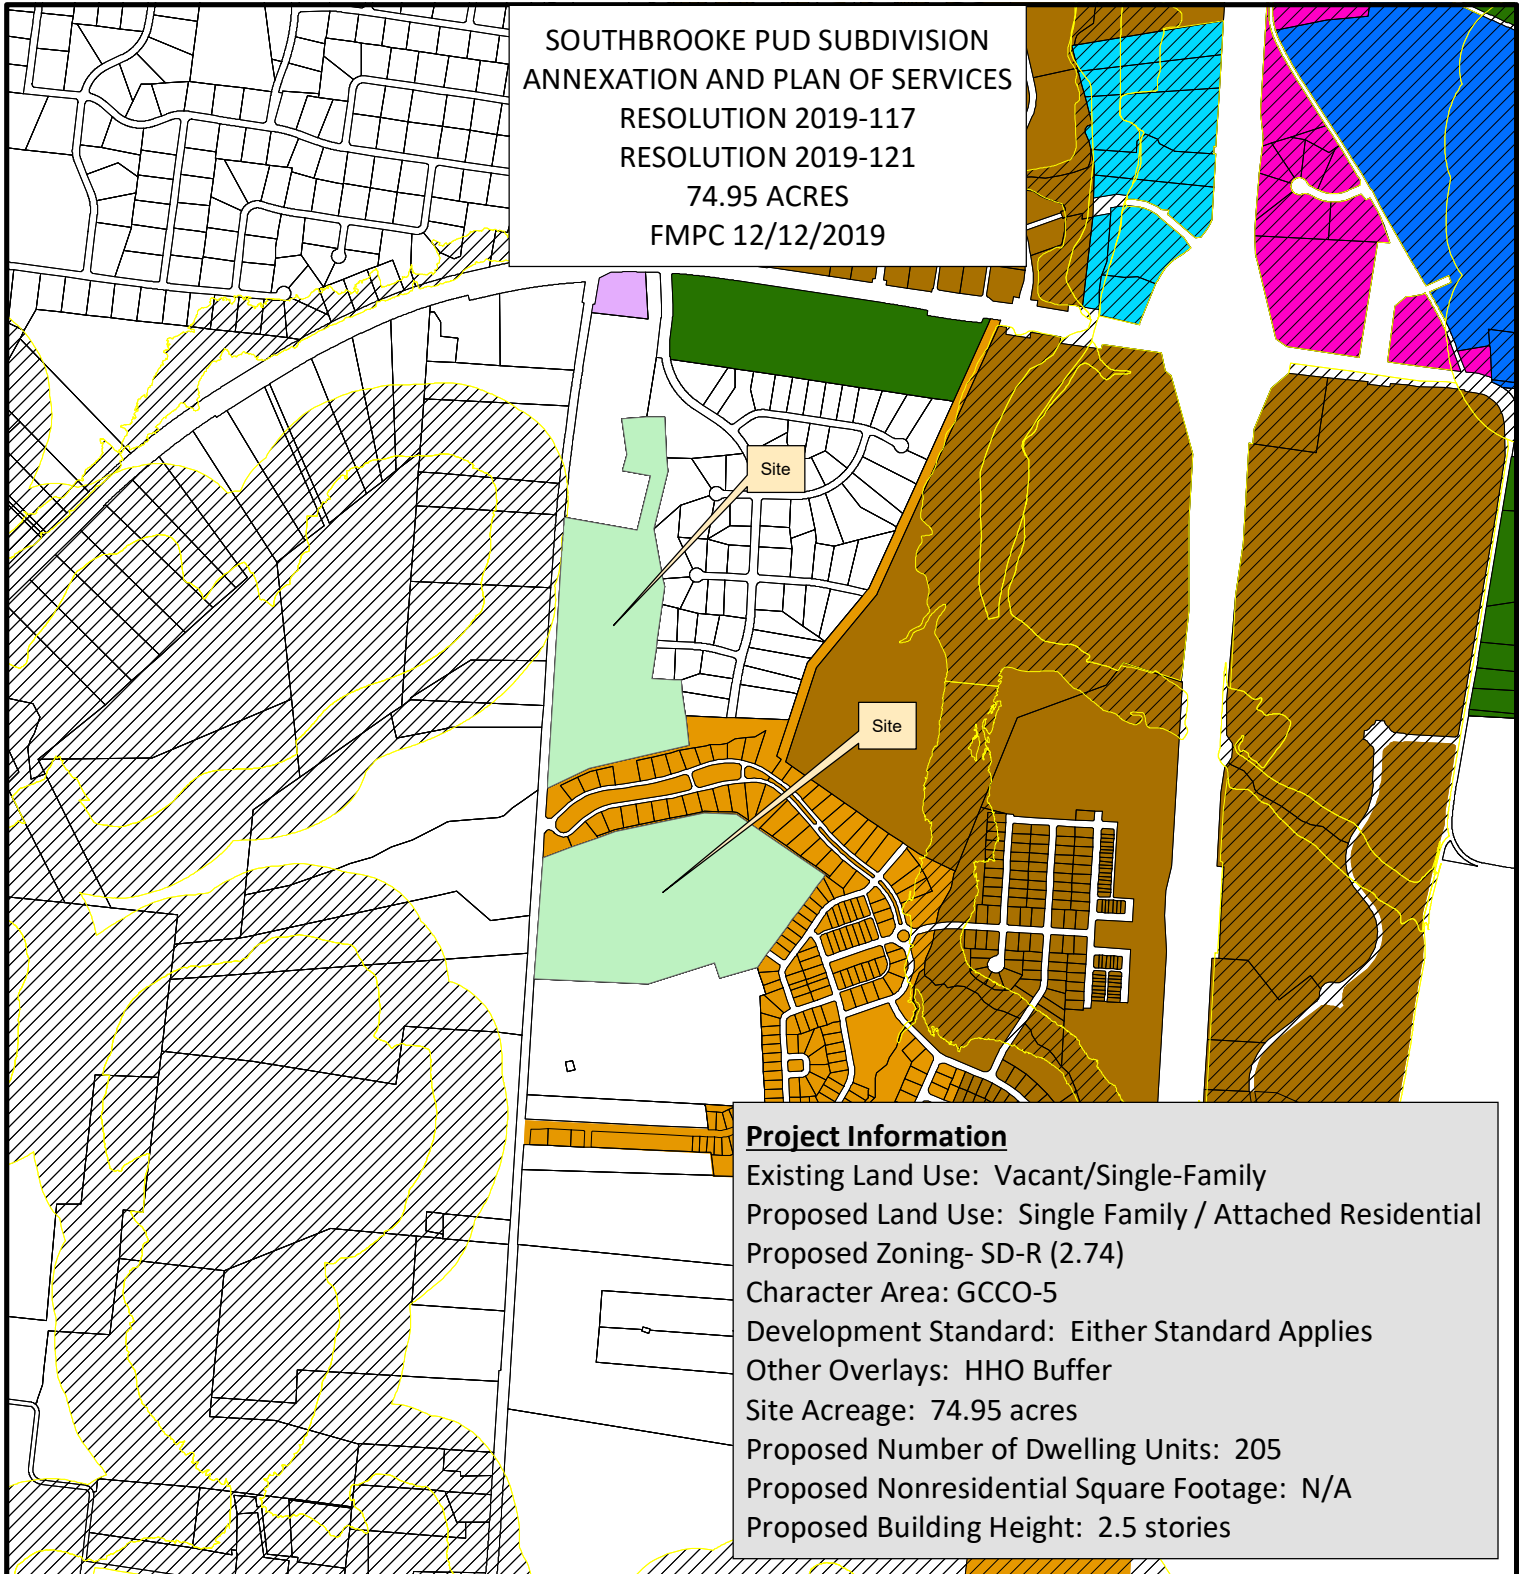 SOUTHBROOKE PUD SUBDIVISION
ANNEXATION AND PLAN OF SERVICES
RESOLUTION 2019-117
RESOLUTION 2019-121
74.95 ACRES
FMPC 12/12/2019
Site
Site
Project Information
Existing Land Use: Vacant/Single-Family
Proposed Land Use: Single Family / Attached Residential
Proposed Zoning- SD-R (2.74)
Character Area: GCCO-5
Development Standard: Either Standard Applies
Other Overlays: HHO Buffer
Site Acreage: 74.95 acres
Proposed Number of Dwelling Units: 205
Proposed Nonresidential Square Footage: N/A
Proposed Building Height: 2.5 stories